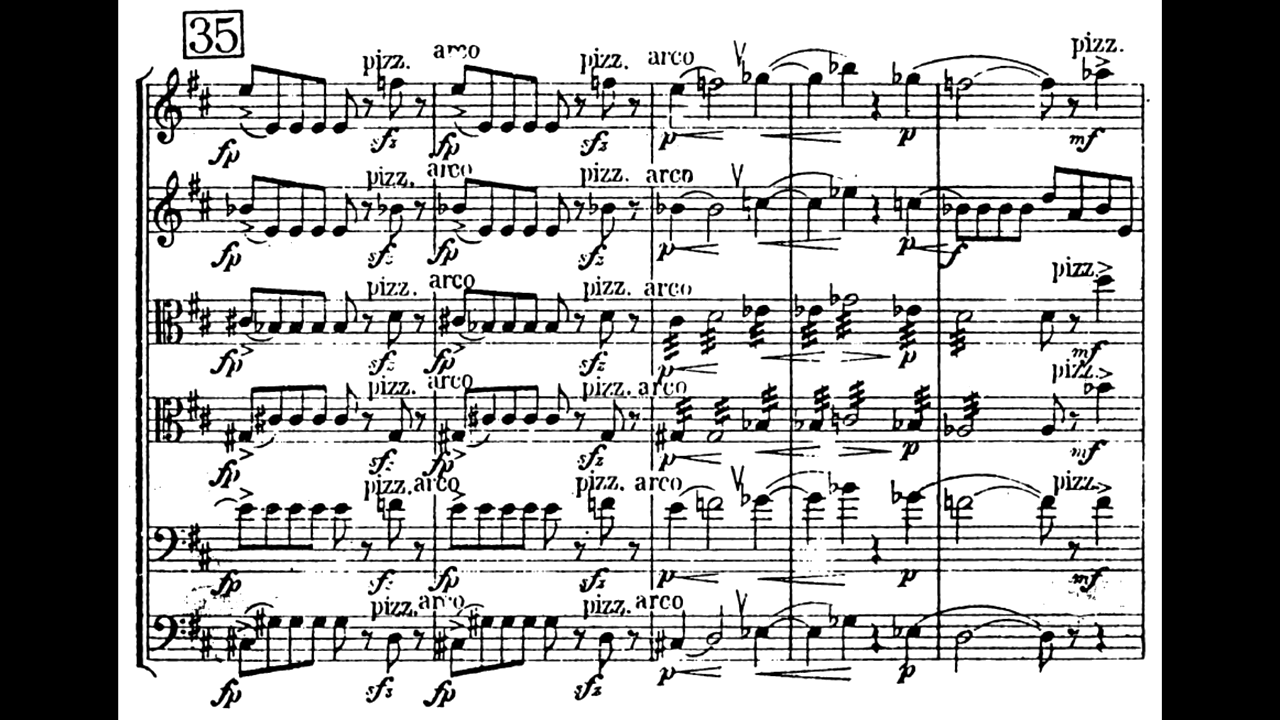 35
pizz. arco pizz. arco pizz.
fp sfz fp sfz p p mf
pizz. arco pizz. arco
fp sfz fp sfz p p f
pizz. arco pizz. arco pizz.
fp sfz fp sfz p p mf
pizz. arco pizz. arco pizz.
fp sfz fp sfz p p mf
pizz. arco pizz. arco pizz.
fp sf fp sfz p p mf
pizz. arco pizz. arco
fp sfz fp sfz p p